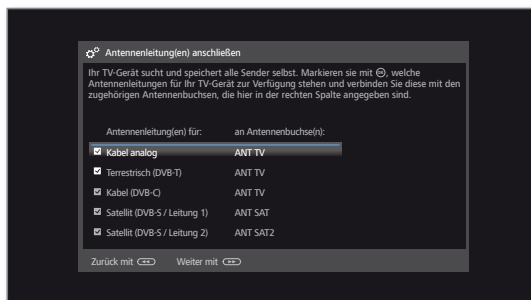 Antennenleitung(en) anschließen
Ihr TV-Gerät sucht und speichert alle Sender selbst. Markieren sie mit OK, welche
Antennenleitungen für Ihr TV-Gerät zur Verfügung stehen und verbinden Sie diese mit den
zugehörigen Antennenbuchsen, die hier in der rechten Spalte angegeben sind.
Antennenleitung(en) für: an Antennenbuchse(n):
Kabel analog ANT TV
Terrestrisch (DVB-T) ANT TV
Kabel (DVB-C) ANT TV
Satellit (DVB-S / Leitung 1) ANT SAT
Satellit (DVB-S / Leitung 2) ANT SAT2
Zurück mit Weiter mit